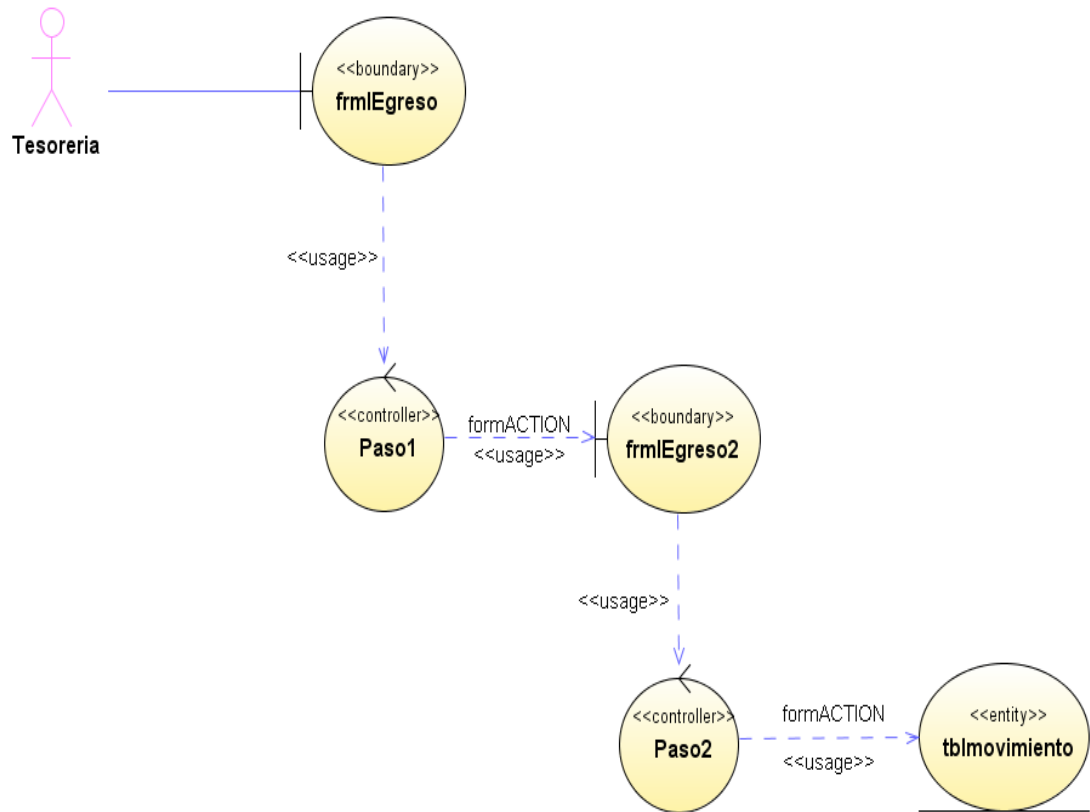 <<boundary>>
frmlEgreso
Tesoreria
<<usage>>
<<controller>>
Paso1
formACTION
<<usage>>
<<boundary>>
frmlEgreso2
<<usage>>
<<controller>>
Paso2
formACTION
<<usage>>
<<entity>>
tblmovimiento